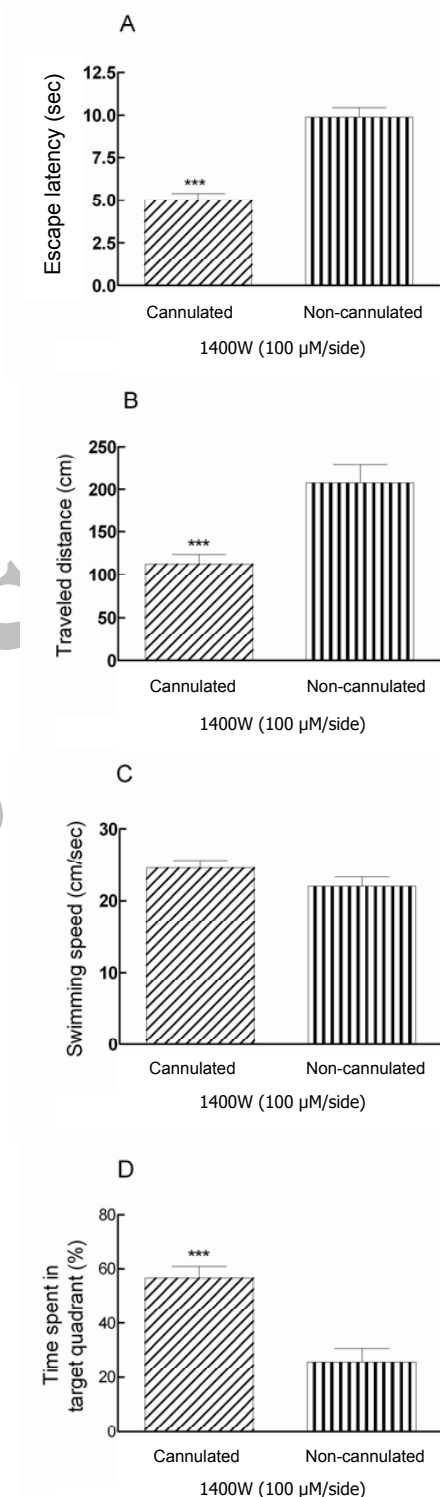 A
Escape latency (sec)
12.5
10.0
7.5
5.0
2.5
0.0
***
Cannulated Non-cannulated
1400W (100 µM/side)
B
Traveled distance (cm)
250
200
150
100
50
0
***
Cannulated Non-cannulated
1400W (100 µM/side)
C
Swimming speed (cm/sec)
30
20
10
0
Cannulated Non-cannulated
1400W (100 µM/side)
D
Time spent in
target quadrant (%)
80
60
40
20
0
***
Cannulated Non-cannulated
1400W (100 µM/side)